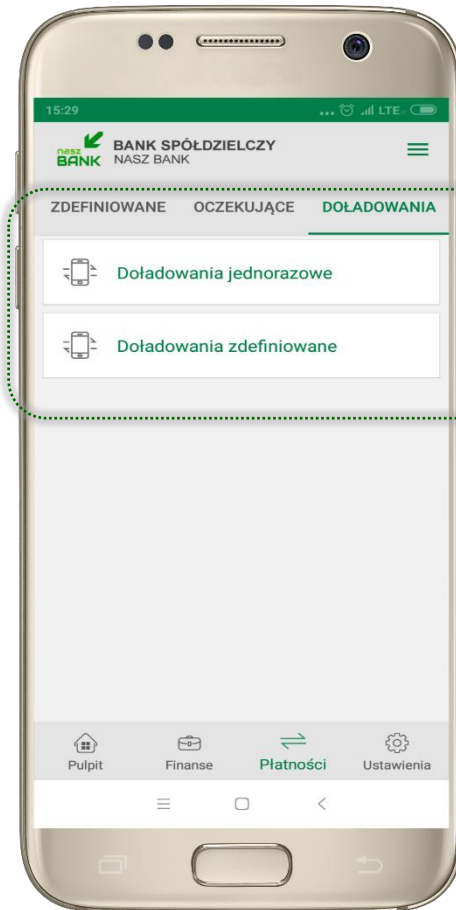 15:29
... LTE
nasz
BANK
BANK SPÓŁDZIELCZY
NASZ BANK
ZDEFINIOWANE OCZEKUJĄCE DOŁADOWANIA
Doładowania jednorazowe
Doładowania zdefiniowane
Pulpit Finanse Płatności Ustawienia